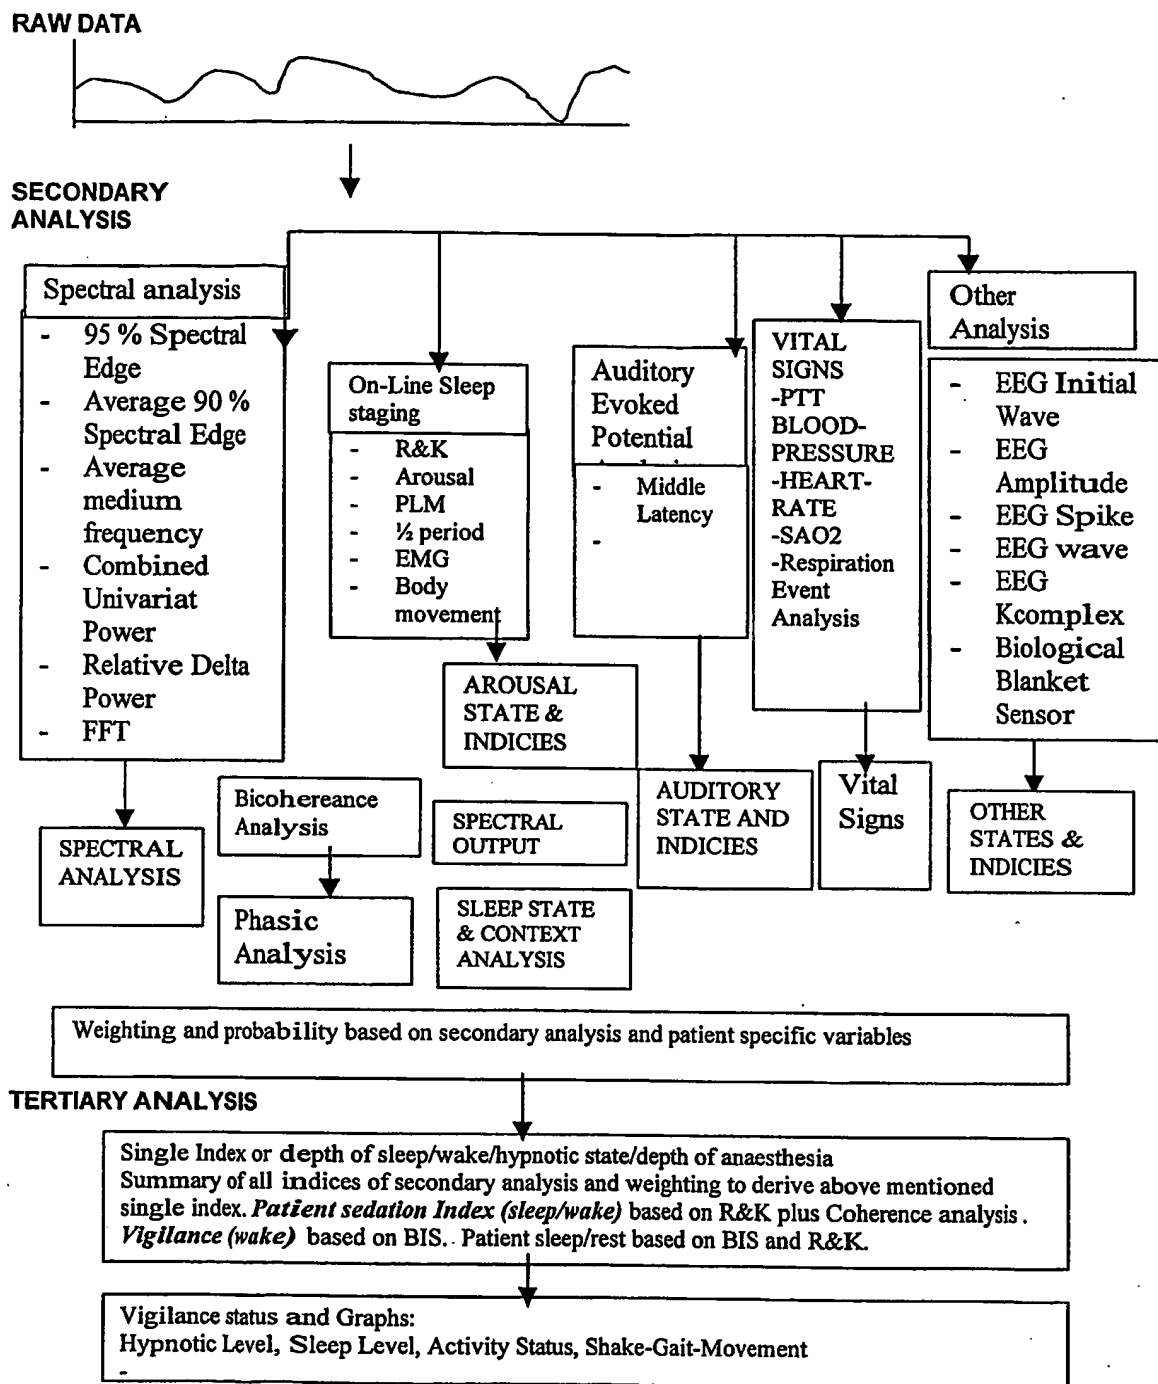 RAW DATA
SECONDARY
ANALYSIS
Spectral analysis
- 95 % Spectral
Edge
- Average 90 %
Spectral Edge
- Average
medium
frequency
- Combined
Univariat
Power
- Relative Delta
Power
- FFT
On-Line Sleep
staging
- R&K
- Arousal
- PLM
- ½ period
- EMG
- Body
movement
Auditory
Evoked
Potential
- Middle
Latency
-
VITAL
SIGNS
-PTT
BLOOD-
PRESSURE
-HEART-
RATE
-SAO2
-Respiration
Event
Analysis
Other
Analysis
- EEG Initial
Wave
- EEG
Amplitude
- EEG Spike
- EEG wave
- EEG
Kcomplex
- Biological
Blanket
Sensor
AROUSAL
STATE &
INDICIES
SPECTRAL
ANALYSIS
Bicohereance
Analysis
Phasic
Analysis
SPECTRAL
OUTPUT
SLEEP STATE
& CONTEXT
ANALYSIS
AUDITORY
STATE AND
INDICIES
Vital
Signs
OTHER
STATES &
INDICIES
Weighting and probability based on secondary analysis and patient specific variables
TERTIARY ANALYSIS
Single Index or depth of sleep/wake/hypnotic state/depth of anaesthesia
Summary of all indices of secondary analysis and weighting to derive above mentioned
single index. Patient sedation Index (sleep/wake) based on R&K plus Coherence analysis.
Vigilance (wake) based on BIS. Patient sleep/rest based on BIS and R&K.
Vigilance status and Graphs:
Hypnotic Level, Sleep Level, Activity Status, Shake-Gait-Movement
-